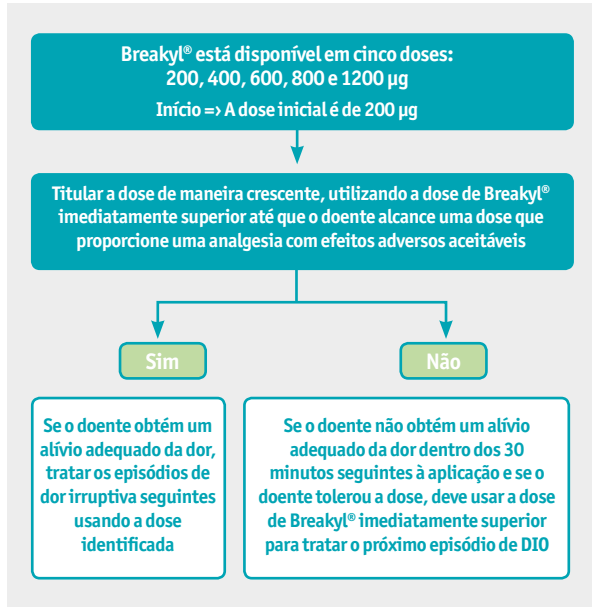 Breakyl® está disponível em cinco doses:
200, 400, 600, 800 e 1200 µg
Início => A dose inicial é de 200 µg
Titular a dose de maneira crescente, utilizando a dose de Breakyl®
imediatamente superior até que o doente alcance uma dose que
proporcione uma analgesia com efeitos adversos aceitáveis
Sim
Não
Se o doente obtém um
alívio adequado da dor,
tratar os episódios de
dor irruptiva seguintes
usando a dose
identificada
Se o doente não obtém um alívio
adequado da dor dentro dos 30
minutos seguintes à aplicação e se o
doente tolerou a dose, deve usar a dose
de Breakyl® imediatamente superior
para tratar o próximo episódio de DIO